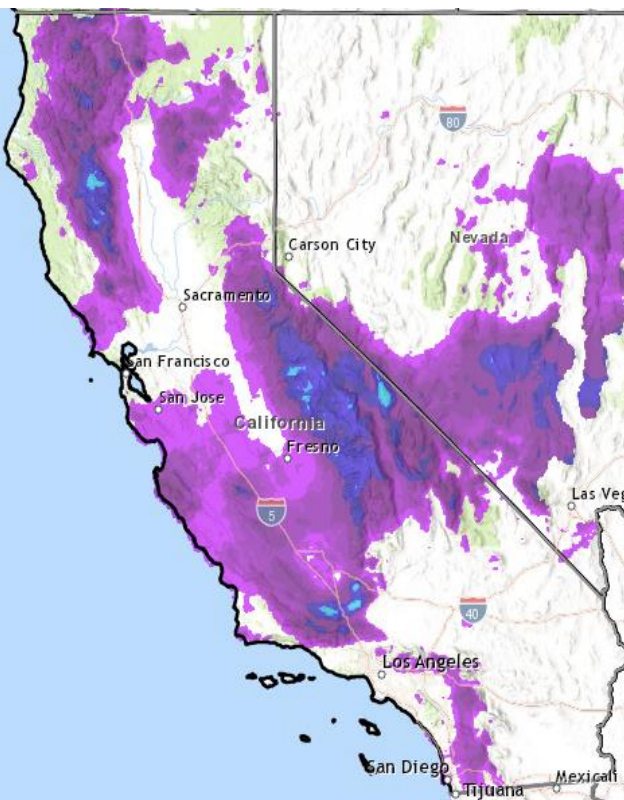 80
Carson City
Nevada
Sacramento
San Francisco
San Jose
California
Fresno
5
Las Veg
40
Los Angeles
San Diego
Mexicali
Tijuana